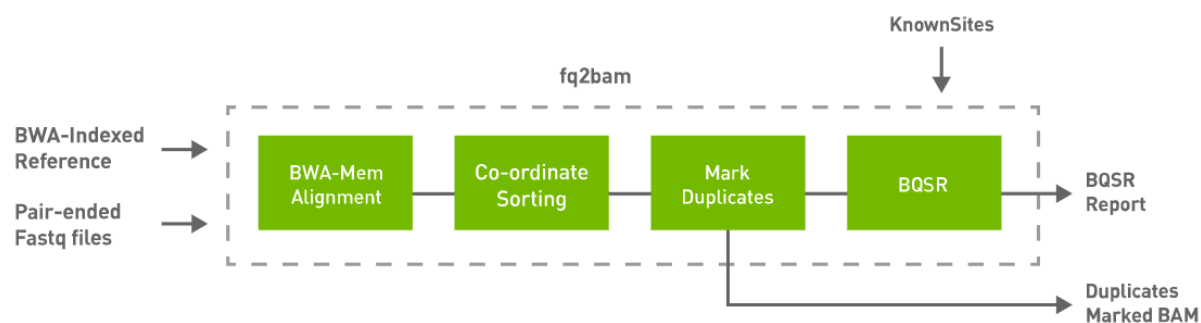 KnownSites
fq2bam
BWA-Indexed
Reference
Pair-ended
Fastq files
BWA-Mem
Alignment
Co-ordinate
Sorting
Mark
Duplicates
BQSR
BQSR
Report
Duplicates
Marked BAM